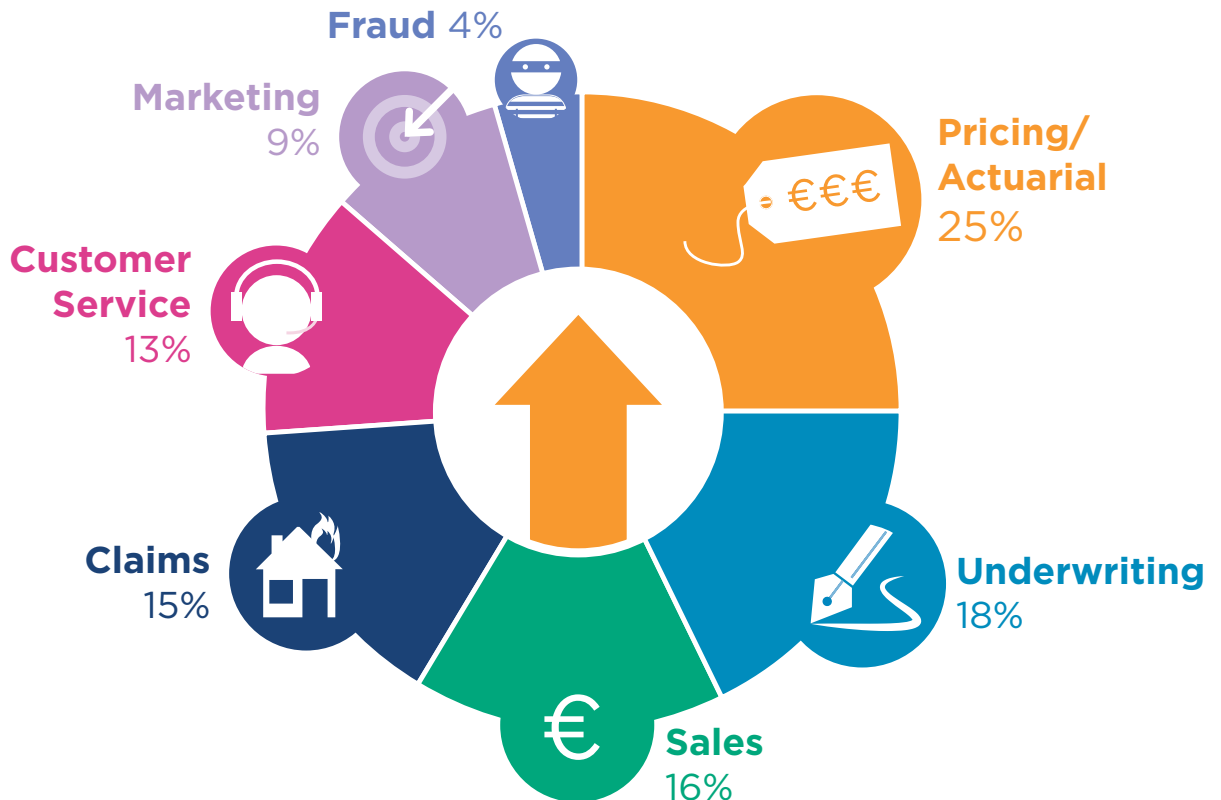 Fraud 4%
Marketing
9%
Pricing/
Actuarial
25%
€€€
Customer
Service
13%
Claims
15%
Underwriting
18%
€
Sales
16%